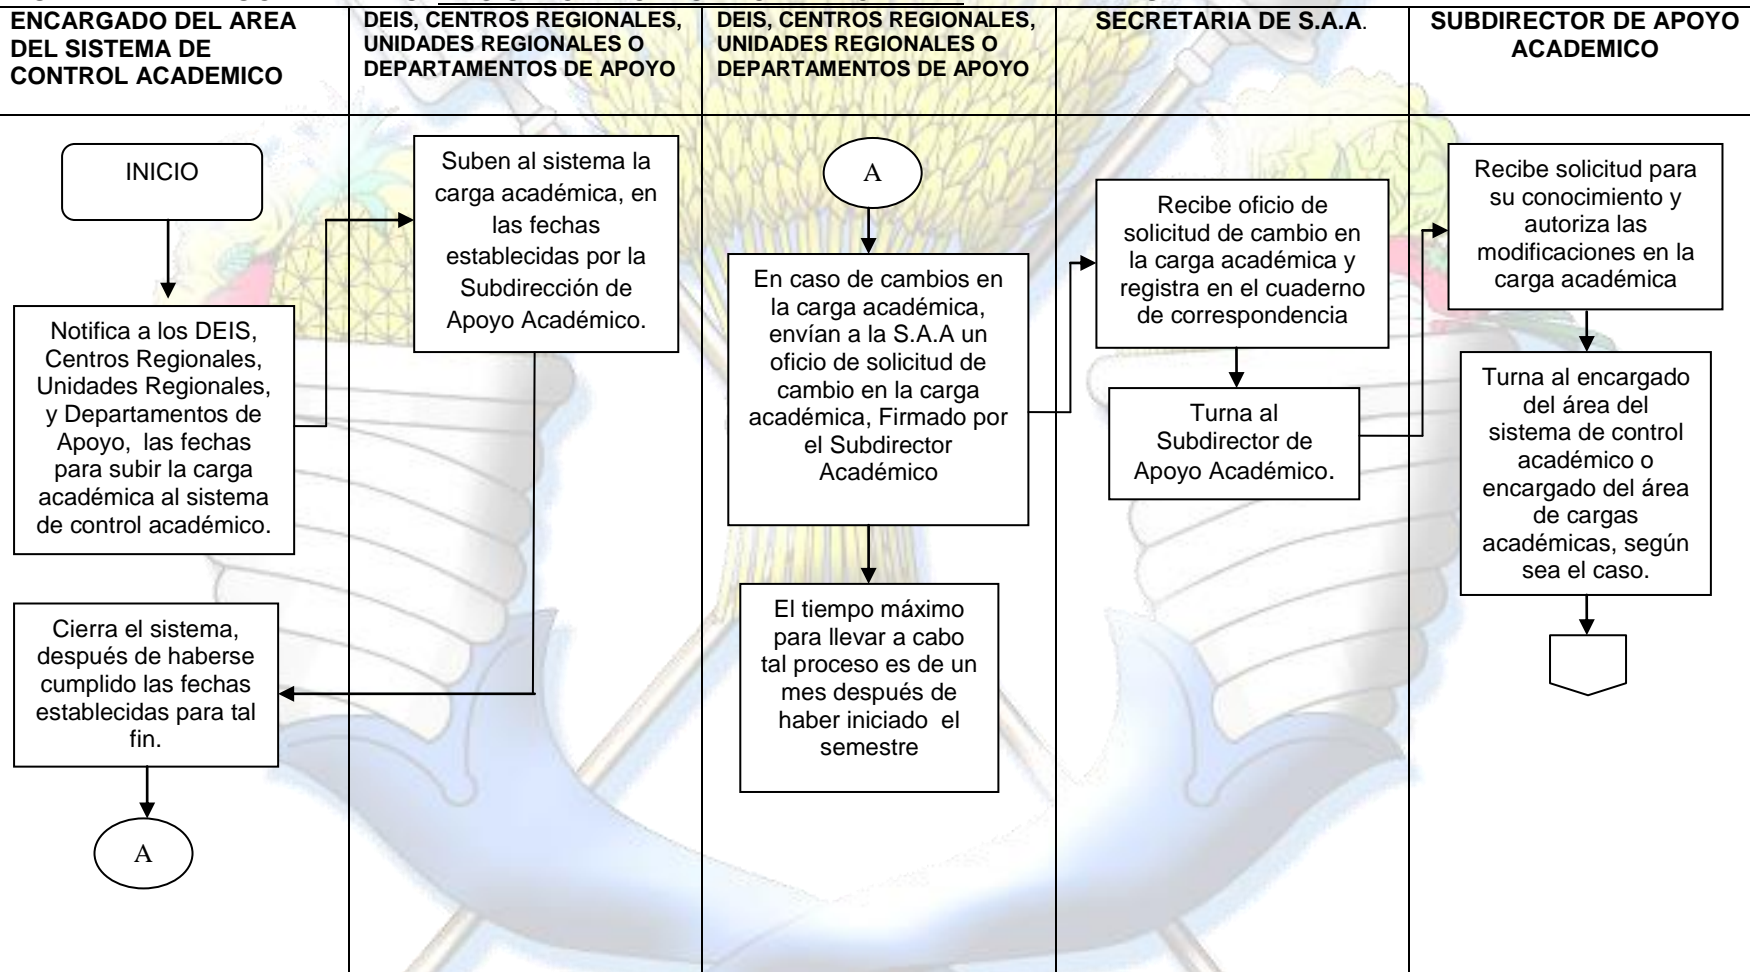 ENCARGADO DEL AREA
DEL SISTEMA DE
CONTROL ACADEMICO
DEIS, CENTROS REGIONALES,
UNIDADES REGIONALES O
DEPARTAMENTOS DE APOYO
DEIS, CENTROS REGIONALES,
UNIDADES REGIONALES O
DEPARTAMENTOS DE APOYO
SECRETARIA DE S.A.A.
SUBDIRECTOR DE APOYO
ACADEMICO
INICIO
Notifica a los DEIS,
Centros Regionales,
Unidades Regionales,
y Departamentos de
Apoyo, las fechas
para subir la carga
académica al sistema
de control académico.
Cierra el sistema,
después de haberse
cumplido las fechas
establecidas para tal
fin.
A
Suben al sistema la
carga académica, en
las fechas
establecidas por la
Subdirección de
Apoyo Académico.
A
En caso de cambios en
la carga académica,
envían a la S.A.A un
oficio de solicitud de
cambio en la carga
académica, Firmado por
el Subdirector
Académico
El tiempo máximo
para llevar a cabo
tal proceso es de un
mes después de
haber iniciado el
semestre
Recibe oficio de
solicitud de cambio en
la carga académica y
registra en el cuaderno
de correspondencia
Turna al
Subdirector de
Apoyo Académico.
Recibe solicitud para
su conocimiento y
autoriza las
modificaciones en la
carga académica
Turna al encargado
del área del
sistema de control
académico o
encargado del área
de cargas
académicas, según
sea el caso.